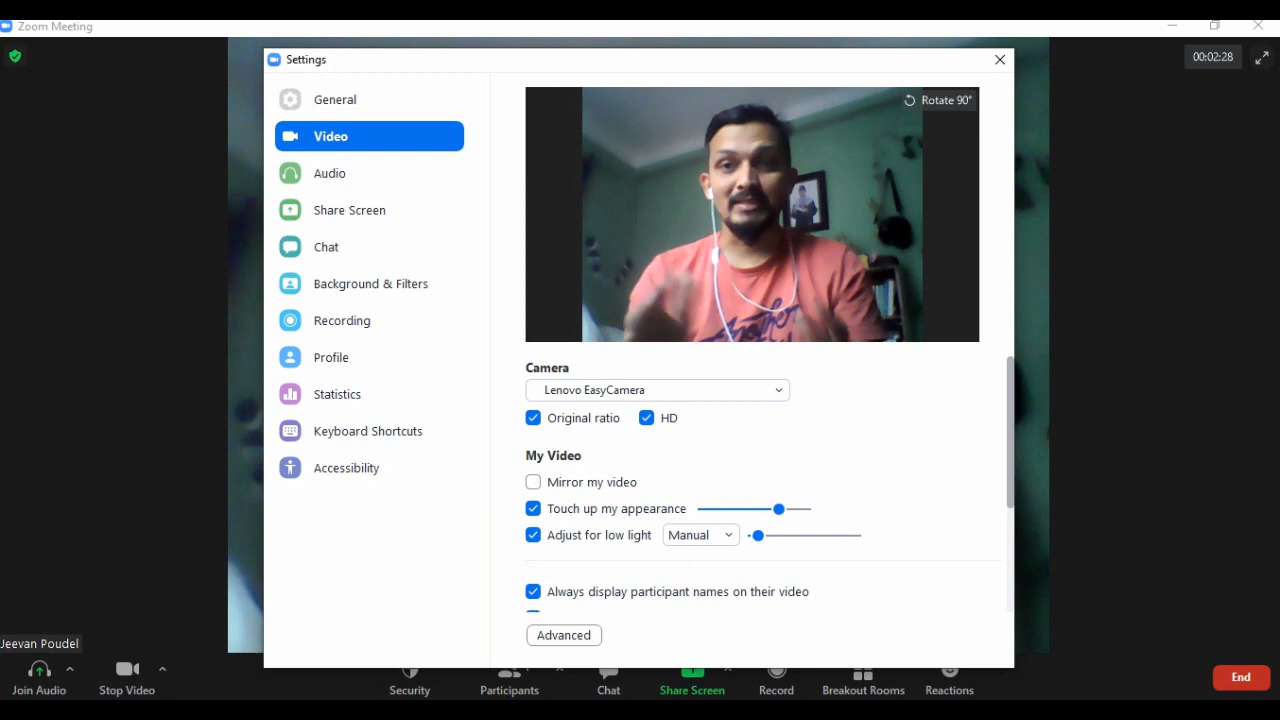 Zoom Meeting
Settings
00:02:28
General
Video
Audio
Share Screen
Chat
Background & Filters
Recording
Profile
Statistics
Keyboard Shortcuts
Accessibility
Rotate 90°
Another
Camera
Lenovo EasyCamera
Original ratio HD
My Video
Mirror my video
Touch up my appearance
Adjust for low light Manual
Always display participant names on their video
Advanced
Jeevan Poudel
Join Audio Stop Video Security Participants Chat Share Screen Record Breakout Rooms Reactions End